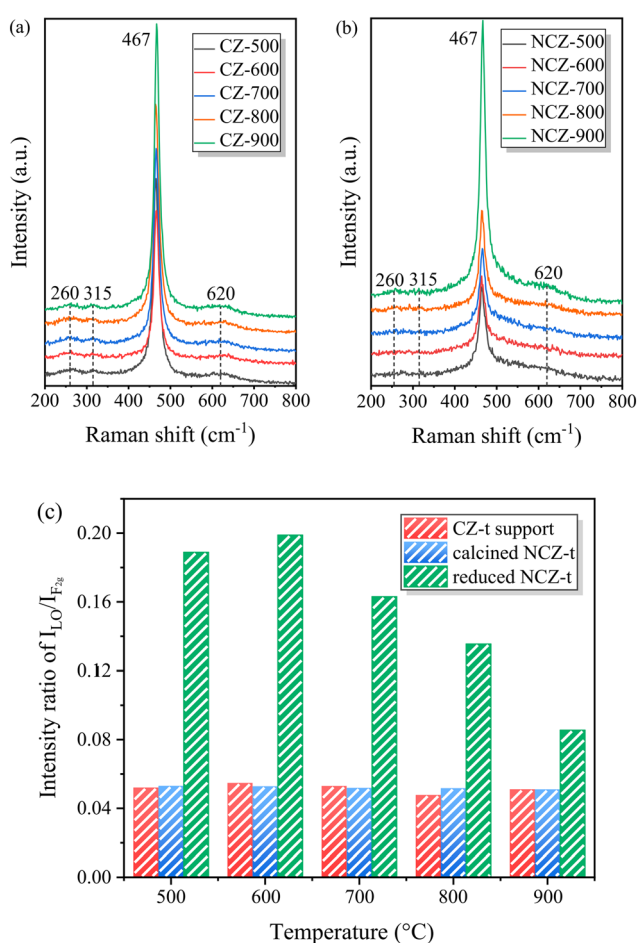 (a)
467
CZ-500
CZ-600
CZ-700
CZ-800
CZ-900
260
315
620
Intensity (a.u.)
200 300 400 500 600 700 800
Raman shift (cm⁻¹)
(b)
467
NCZ-500
NCZ-600
NCZ-700
NCZ-800
NCZ-900
260
315
620
Intensity (a.u.)
200 300 400 500 600 700 800
Raman shift (cm⁻¹)
(c)
CZ-t support
calcined NCZ-t
reduced NCZ-t
0.20
0.16
0.12
0.08
0.04
0.00
Intensity ratio of I_LO/I_F2g
500 600 700 800 900
Temperature (°C)